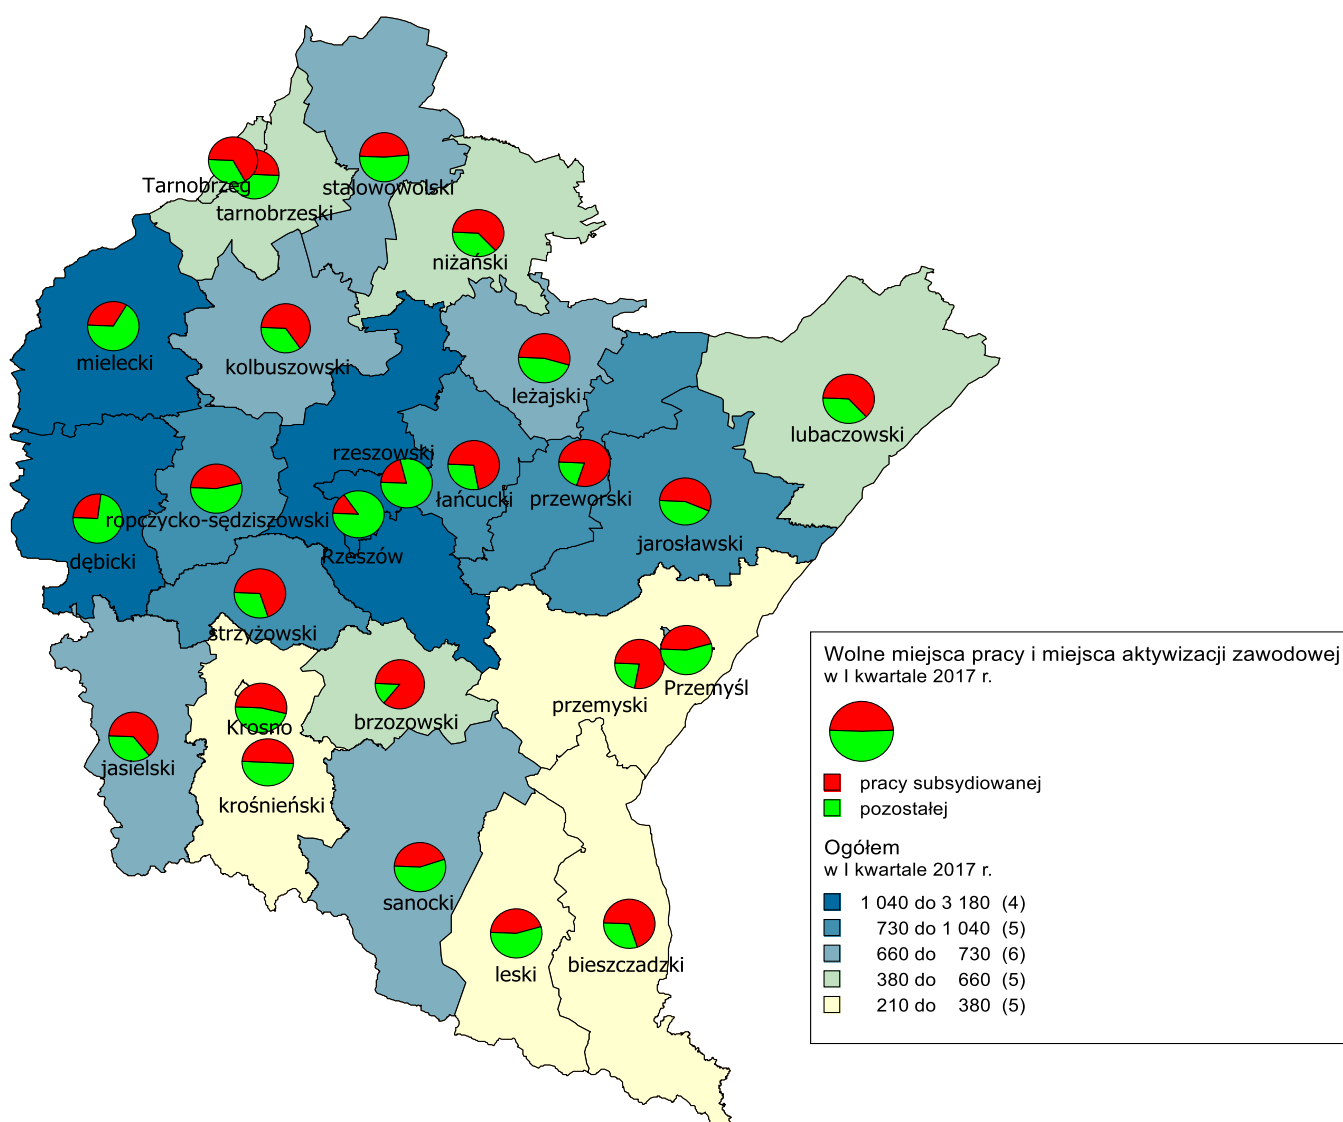 Tarnobrzeg
stalowowolski
tarnobrzeski
niżański
mielecki
kolbuszowski
leżajski
lubaczowski
rzeszowski
łańcucki
przeworski
ropczycko-sędziszowski
jarosławski
dębicki
Rzeszów
strzyżowski
Przemyśl
przemyski
brzozowski
Krosno
jasielski
krośnieński
sanocki
leski
bieszczadzki
Wolne miejsca pracy i miejsca aktywizacji zawodowej
w I kwartale 2017 r.
pracy subsydiowanej
pozostałej
Ogółem
w I kwartale 2017 r.
1 040 do 3 180 (4)
730 do 1 040 (5)
660 do 730 (6)
380 do 660 (5)
210 do 380 (5)